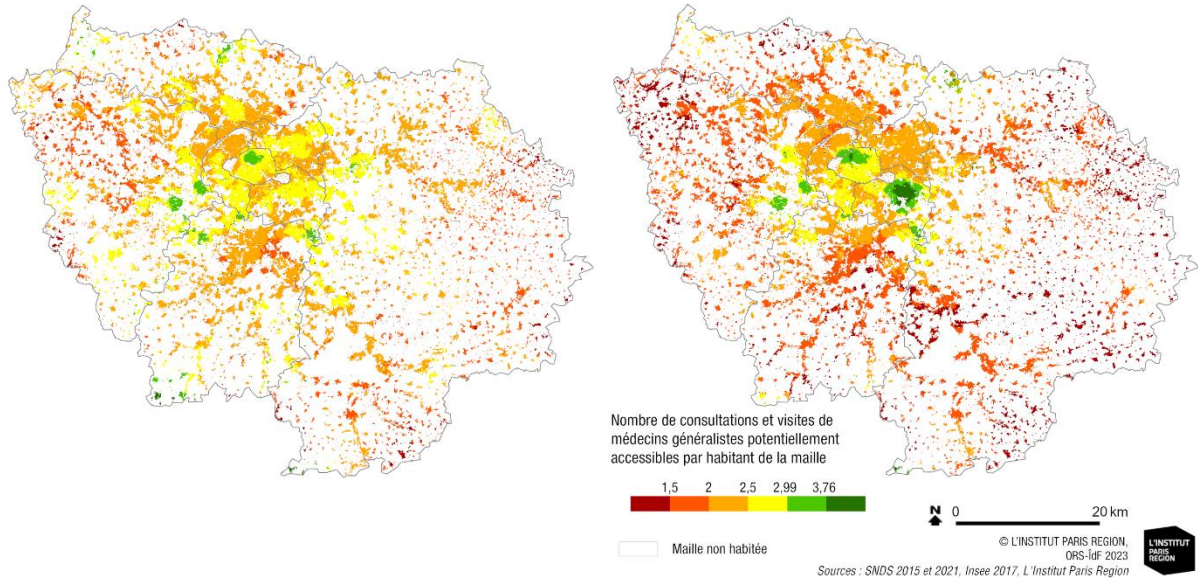 Nombre de consultations et visites de
médecins généralistes potentiellement
accessibles par habitant de la maille
1,5 2 2,5 2,99 3,76
Maille non habitée
N 0 20 km
© L'INSTITUT PARIS REGION,
ORS-ÎdF 2023
Sources : SNDS 2015 et 2021, Insee 2017, L'Institut Paris Region
L'INSTITUT
PARIS
REGION